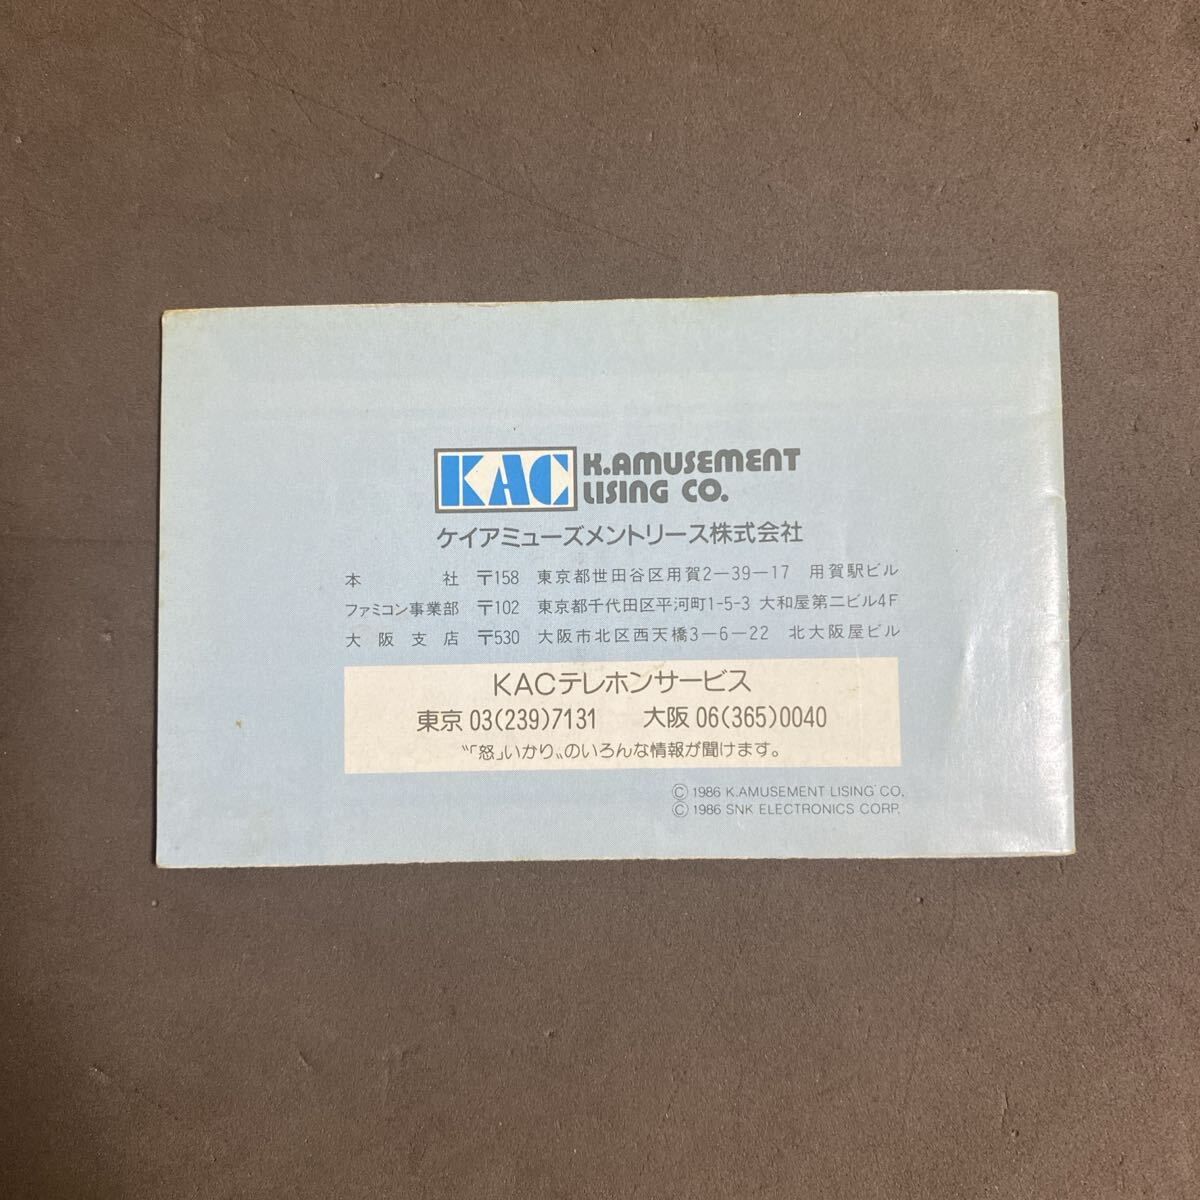 KAC K.AMUSEMENT
LISING CO.
ケイアミューズメントリース株式会社
本社 〒158 東京都世田谷区用賀2-39-17 用賀駅ビル
ファミコン事業部 〒102 東京都千代田区平河町1-5-3 大和屋第二ビル4F
大阪支店 〒530 大阪市北区西天橋3-6-22 北大阪屋ビル
KACテレホンサービス
東京 03(239)7131 大阪 06(365)0040
〝「怒」いかり〟のいろんな情報が聞けます。
© 1986 K.AMUSEMENT LISING CO.
© 1986 SNK ELECTRONICS CORP.